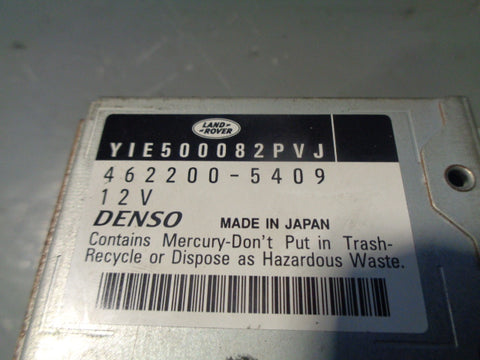 LAND-
ROVER
YIE500082PVJ
462200-5409
12V
DENSO MADE IN JAPAN
Contains Mercury-Don't Put in Trash-
Recycle or Dispose as Hazardous Waste.